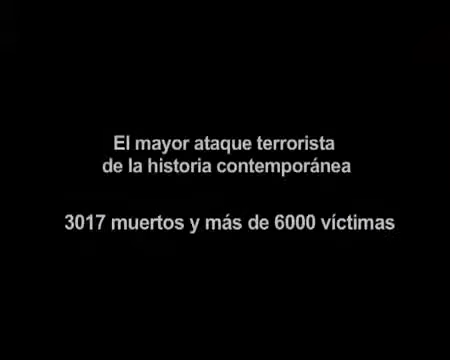 El mayor ataque terrorista
de la historia contemporánea
3017 muertos y más de 6000 víctimas